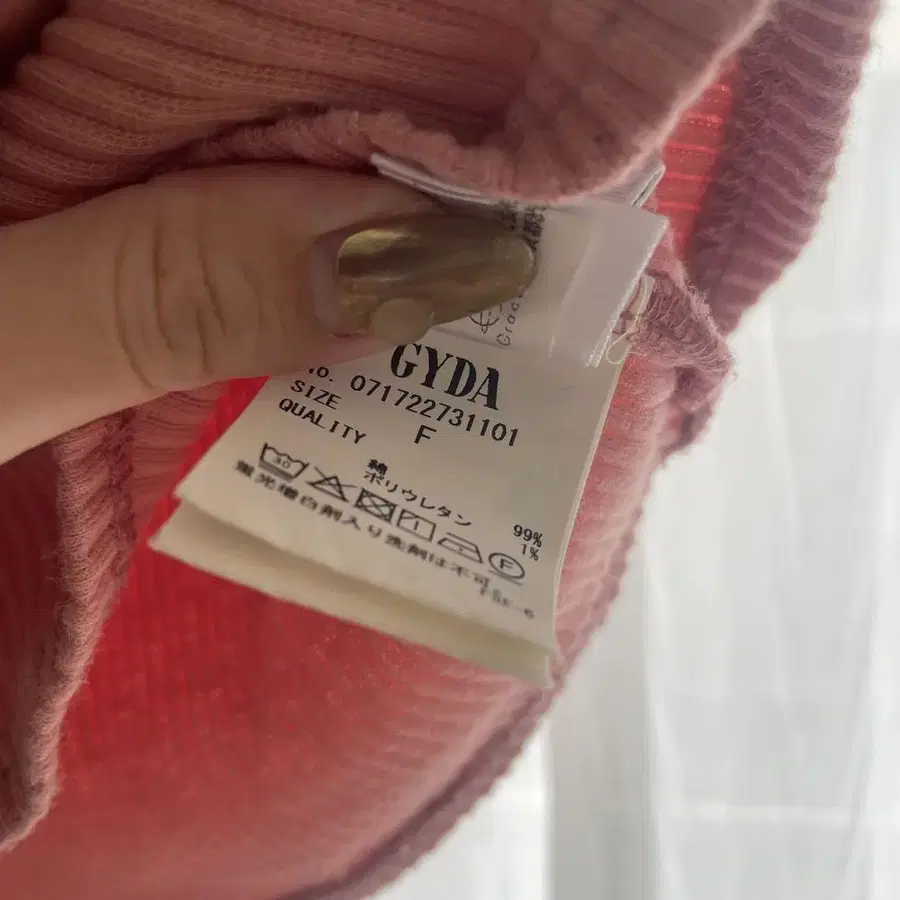 GYDA
No. 071722731101
SIZE F
QUALITY
綿 99%
ポリウレタン 1%
30
F
蛍光増白剤入り洗剤は不可